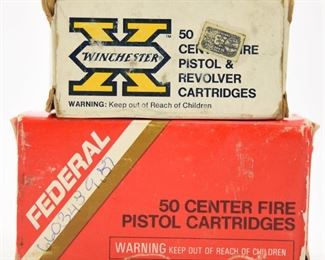 WINCHESTER
50
CENTER FIRE
PISTOL &
REVOLVER
CARTRIDGES
WARNING: Keep out of Reach of Children
FEDERAL
50 CENTER FIRE
PISTOL CARTRIDGES
WARNING KEEP OUT OF REACH OF CHILDREN